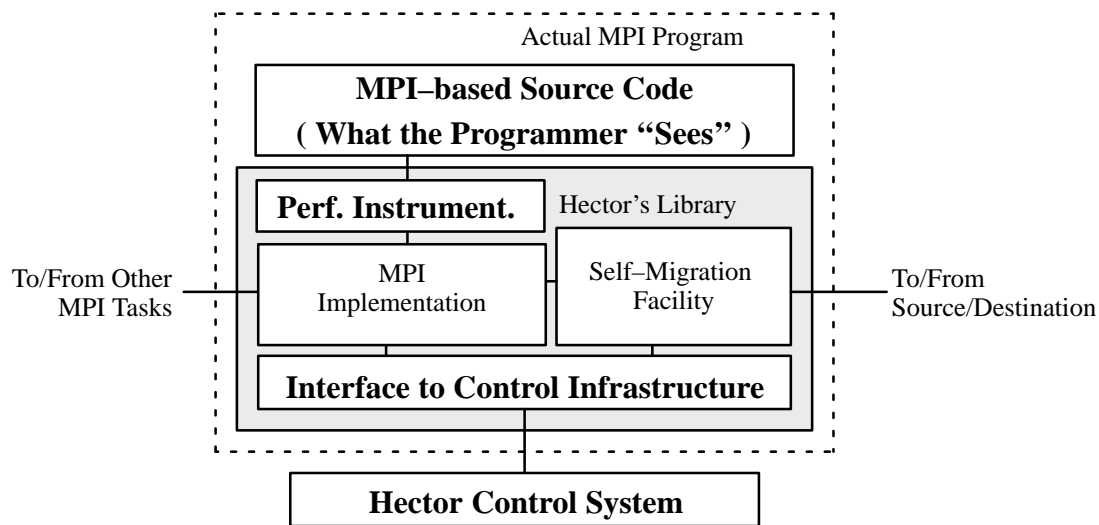 Actual MPI Program
MPI–based Source Code
( What the Programmer “Sees” )
Perf. Instrument.
Hector’s Library
To/From Other
MPI Tasks
MPI
Implementation
Self–Migration
Facility
To/From
Source/Destination
Interface to Control Infrastructure
Hector Control System